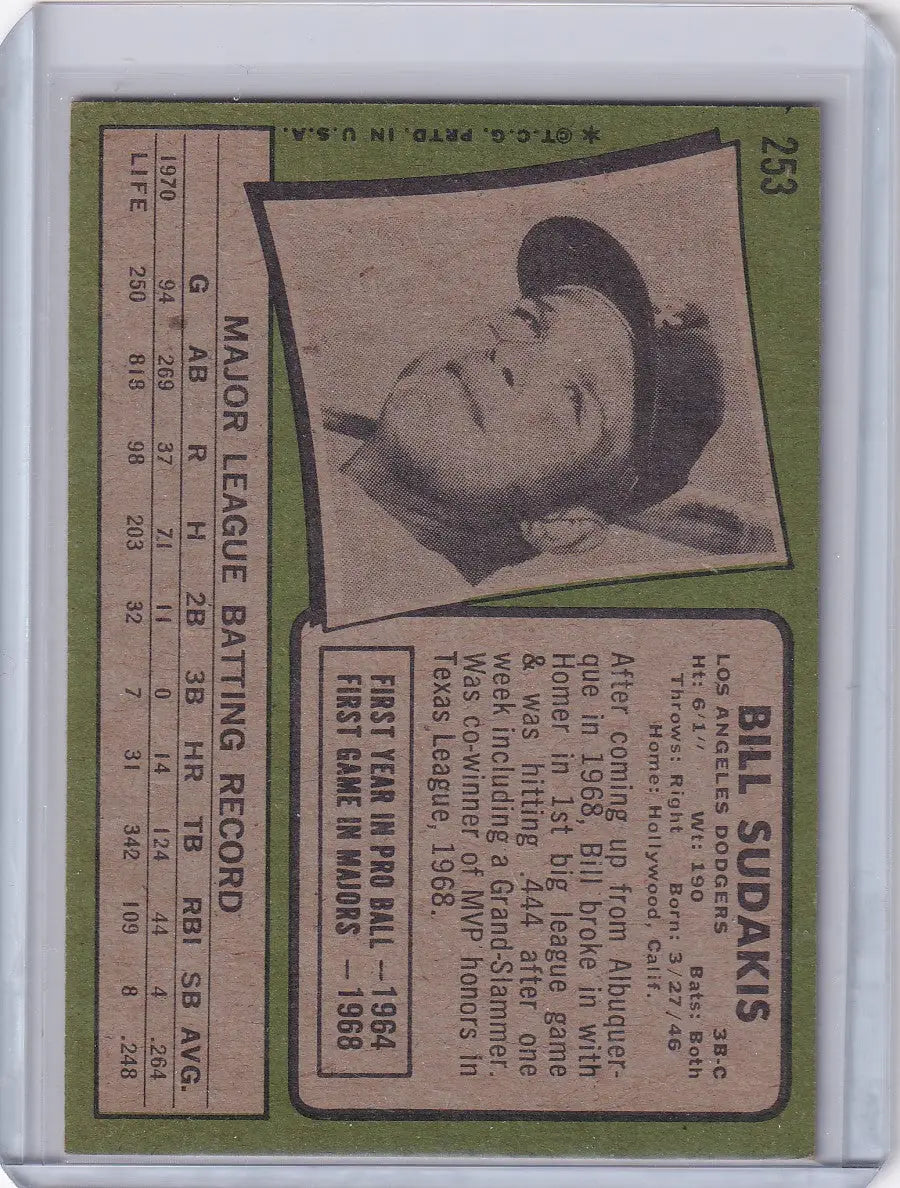 253
* ©T.C.G. PRTD. IN U.S.A.
BILL SUDAKIS
LOS ANGELES DODGERS 3B-C
Ht: 6'1" Wt: 190 Bats: Both
Throws: Right Born: 3/27/46
Home: Hollywood, Calif.
After coming up from Albuquer-
que in 1968, Bill broke in with
Homer in 1st big league game
& was hitting .444 after one
week including a Grand-Slammer.
Was co-winner of MVP honors in
Texas League, 1968.
FIRST YEAR IN PRO BALL — 1964
FIRST GAME IN MAJORS — 1968
MAJOR LEAGUE BATTING RECORD
G AB R H 2B 3B HR TB RBI SB AVG.
1970 94 269 37 71 11 0 14 124 44 4 .264
LIFE 250 818 98 203 32 7 31 342 109 8 .248